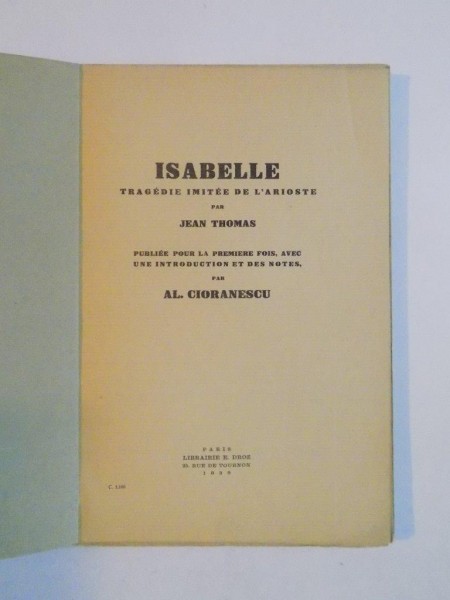 ISABELLE
TRAGÉDIE IMITÉE DE L'ARIOSTE
PAR
JEAN THOMAS
PUBLIÉE POUR LA PREMIERE FOIS, AVEC
UNE INTRODUCTION ET DES NOTES,
PAR
AL. CIORANESCU
PARIS
LIBRAIRIE E. DROZ
25, RUE DE TOURNON
C.